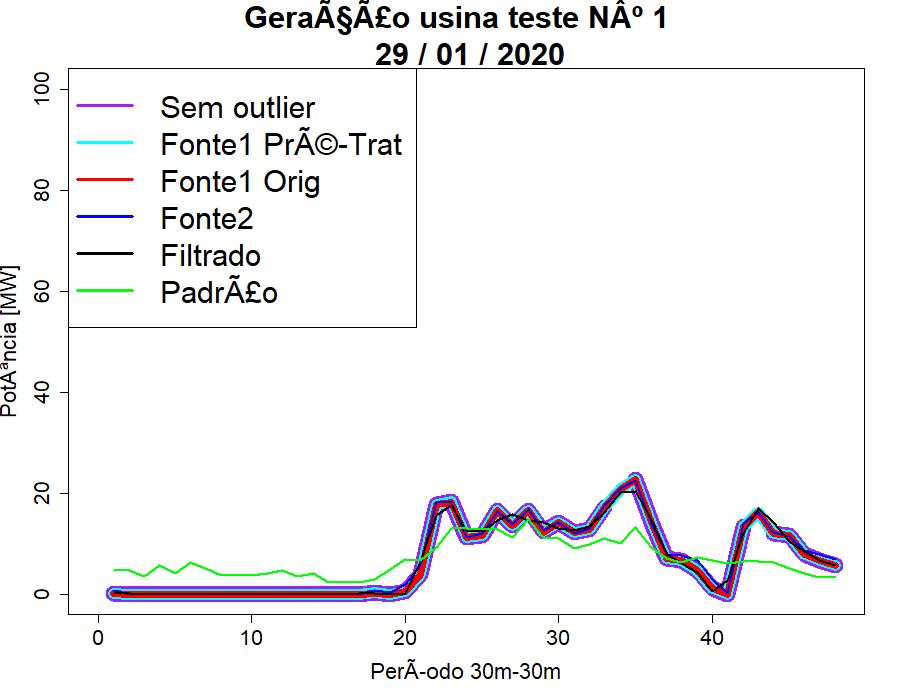 GeraÃ§Ã£o usina teste NÂº 1
29 / 01 / 2020
Sem outlier
Fonte1 PrÃ©-Trat
Fonte1 Orig
Fonte2
Filtrado
PadrÃ£o
PotÃªncia [MW]
100
80
60
40
20
0
0
10
20
30
40
PerÃ-odo 30m-30m